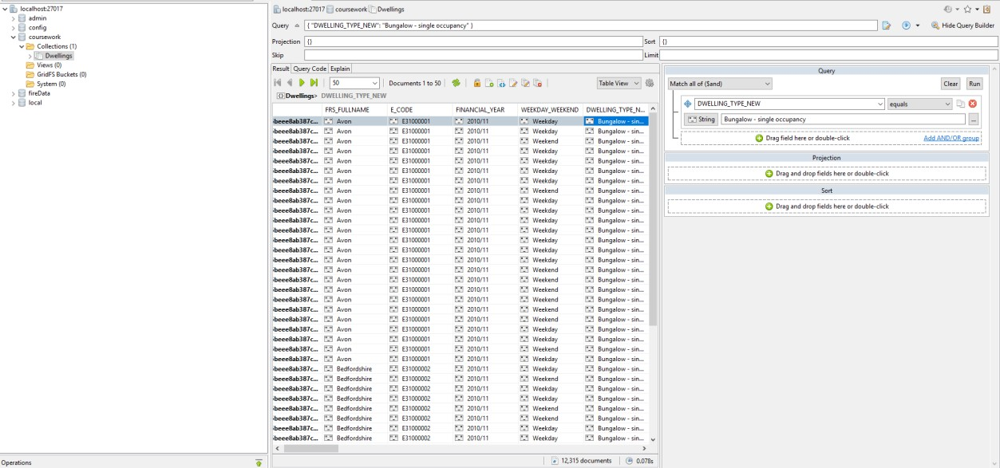 localhost:27017
admin
config
coursework
Collections (1)
Dwellings
Views (0)
GridFS Buckets (0)
System (0)
fireData
local
Operations
localhost:27017 coursework Dwellings
Query { "DWELLING_TYPE_NEW": "Bungalow - single occupancy" } Hide Query Builder
Projection {} Sort {}
Skip Limit
Result Query Code Explain
50 Documents 1 to 50 Table View
Dwellings> DWELLING_TYPE_NEW
FRS_FULLNAME E_CODE FINANCIAL_YEAR WEEKDAY_WEEKEND DWELLING_TYPE_N...
beee8ab387c... Avon E31000001 2010/11 Weekday Bungalow - sin...
beee8ab387c... Avon E31000001 2010/11 Weekday Bungalow - sin...
beee8ab387c... Avon E31000001 2010/11 Weekend Bungalow - sin...
beee8ab387c... Avon E31000001 2010/11 Weekday Bungalow - sin...
beee8ab387c... Avon E31000001 2010/11 Weekday Bungalow - sin...
beee8ab387c... Avon E31000001 2010/11 Weekday Bungalow - sin...
beee8ab387c... Avon E31000001 2010/11 Weekday Bungalow - sin...
beee8ab387c... Avon E31000001 2010/11 Weekend Bungalow - sin...
beee8ab387c... Avon E31000001 2010/11 Weekday Bungalow - sin...
beee8ab387c... Avon E31000001 2010/11 Weekday Bungalow - sin...
beee8ab387c... Avon E31000001 2010/11 Weekday Bungalow - sin...
beee8ab387c... Avon E31000001 2010/11 Weekday Bungalow - sin...
beee8ab387c... Avon E31000001 2010/11 Weekday Bungalow - sin...
beee8ab387c... Avon E31000001 2010/11 Weekday Bungalow - sin...
beee8ab387c... Avon E31000001 2010/11 Weekday Bungalow - sin...
beee8ab387c... Avon E31000001 2010/11 Weekend Bungalow - sin...
beee8ab387c... Avon E31000001 2010/11 Weekday Bungalow - sin...
beee8ab387c... Avon E31000001 2010/11 Weekend Bungalow - sin...
beee8ab387c... Avon E31000001 2010/11 Weekend Bungalow - sin...
beee8ab387c... Avon E31000001 2010/11 Weekend Bungalow - sin...
beee8ab387c... Avon E31000001 2010/11 Weekday Bungalow - sin...
beee8ab387c... Avon E31000001 2010/11 Weekend Bungalow - sin...
beee8ab387c... Avon E31000001 2010/11 Weekday Bungalow - sin...
beee8ab387c... Avon E31000001 2010/11 Weekend Bungalow - sin...
beee8ab387c... Avon E31000001 2010/11 Weekday Bungalow - sin...
beee8ab387c... Bedfordshire E31000002 2010/11 Weekday Bungalow - sin...
beee8ab387c... Bedfordshire E31000002 2010/11 Weekend Bungalow - sin...
beee8ab387c... Bedfordshire E31000002 2010/11 Weekday Bungalow - sin...
beee8ab387c... Bedfordshire E31000002 2010/11 Weekday Bungalow - sin...
beee8ab387c... Bedfordshire E31000002 2010/11 Weekend Bungalow - sin...
beee8ab387c... Bedfordshire E31000002 2010/11 Weekday Bungalow - sin...
beee8ab387c... Bedfordshire E31000002 2010/11 Weekday Bungalow - sin...
beee8ab387c... Bedfordshire E31000002 2010/11 Weekday Bungalow - sin...
12,315 documents 0.078s
Query
Match all of ($and) Clear Run
DWELLING_TYPE_NEW equals
String Bungalow - single occupancy ...
Drag field here or double-click Add AND/OR group
Projection
Drag and drop fields here or double-click
Sort
Drag and drop fields here or double-click